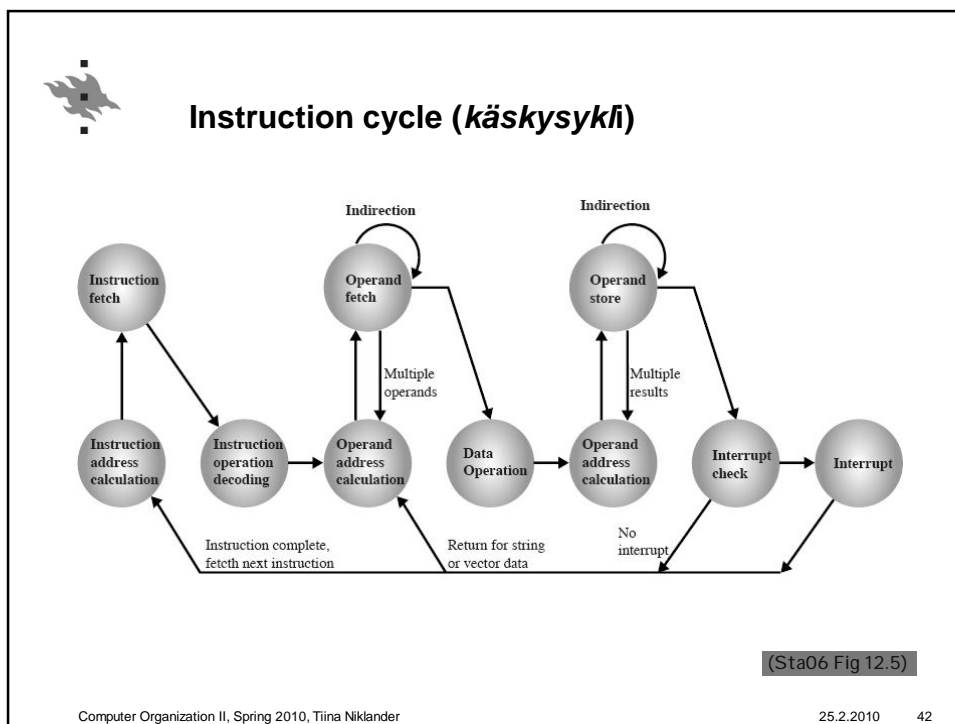 Instruction cycle (käskysykli)
Indirection
Indirection
Instruction
fetch
Operand
fetch
Operand
store
Multiple
operands
Multiple
results
Instruction
address
calculation
Instruction
operation
decoding
Operand
address
calculation
Data
Operation
Operand
address
calculation
Interrupt
check
Interrupt
Instruction complete,
fetcth next instruction
Return for string
or vector data
No
interrupt
(Sta06 Fig 12.5)
Computer Organization II, Spring 2010, Tiina Niklander
25.2.2010
42